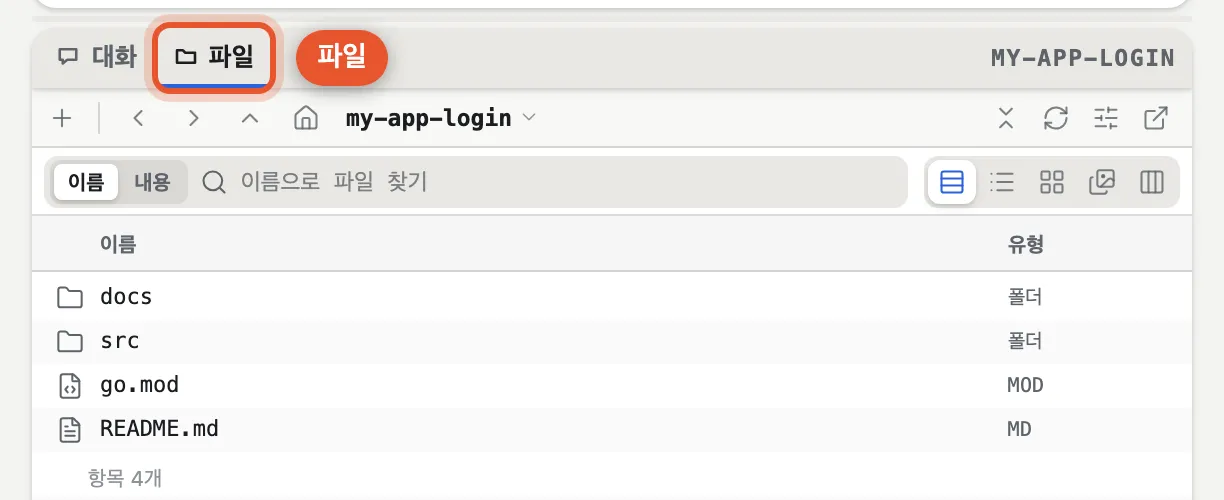 대화 파일 파일 MY-APP-LOGIN
my-app-login
이름 내용 이름으로 파일 찾기
이름 유형
docs 폴더
src 폴더
go.mod MOD
README.md MD
항목 4개